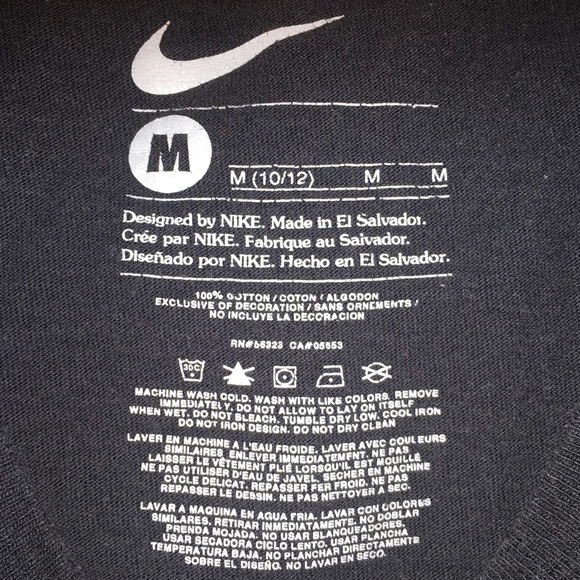 M
M (10/12) M M
Designed by NIKE. Made in El Salvador.
Crée par NIKE. Fabrique au Salvador.
Diseñado por NIKE. Hecho en El Salvador.
100% COTTON / COTON / ALGODON
EXCLUSIVE OF DECORATION / SANS ORNEMENTS /
NO INCLUYE LA DECORACION
RN#56323 CA#05553
30C
MACHINE WASH COLD. WASH WITH LIKE COLORS. REMOVE
IMMEDIATELY. DO NOT ALLOW TO LAY ON ITSELF
WHEN WET. DO NOT BLEACH. TUMBLE DRY LOW. COOL IRON
DO NOT IRON DESIGN. DO NOT DRY CLEAN
LAVER EN MACHINE A L'EAU FROIDE. LAVER AVEC COULEURS
SIMILAIRES. ENLEVER IMMEDIATEMENT. NE PAS
LAISSER LE VÊTEMENT PLIÉ LORSQU'IL EST MOUILLÉ
NE PAS UTILISER D'EAU DE JAVEL, SECHER EN MACHINE
CYCLE DELICAT. REPASSER FER FROID. NE PAS
REPASSER LE DESSIN. NE PAS NETTOYER A SEC.
LAVAR A MAQUINA EN AGUA FRIA. LAVAR CON COLORES
SIMILARES. RETIRAR INMEDIATAMENTE. NO DOBLAR
PRENDA MOJADA. NO USAR BLANQUEADORES.
USAR SECADORA CICLO LENTO. USAR PLANCHA
TEMPERATURA BAJA. NO PLANCHAR DIRECTAMENTE
SOBRE EL DISEÑO. NO LAVAR EN SECO.